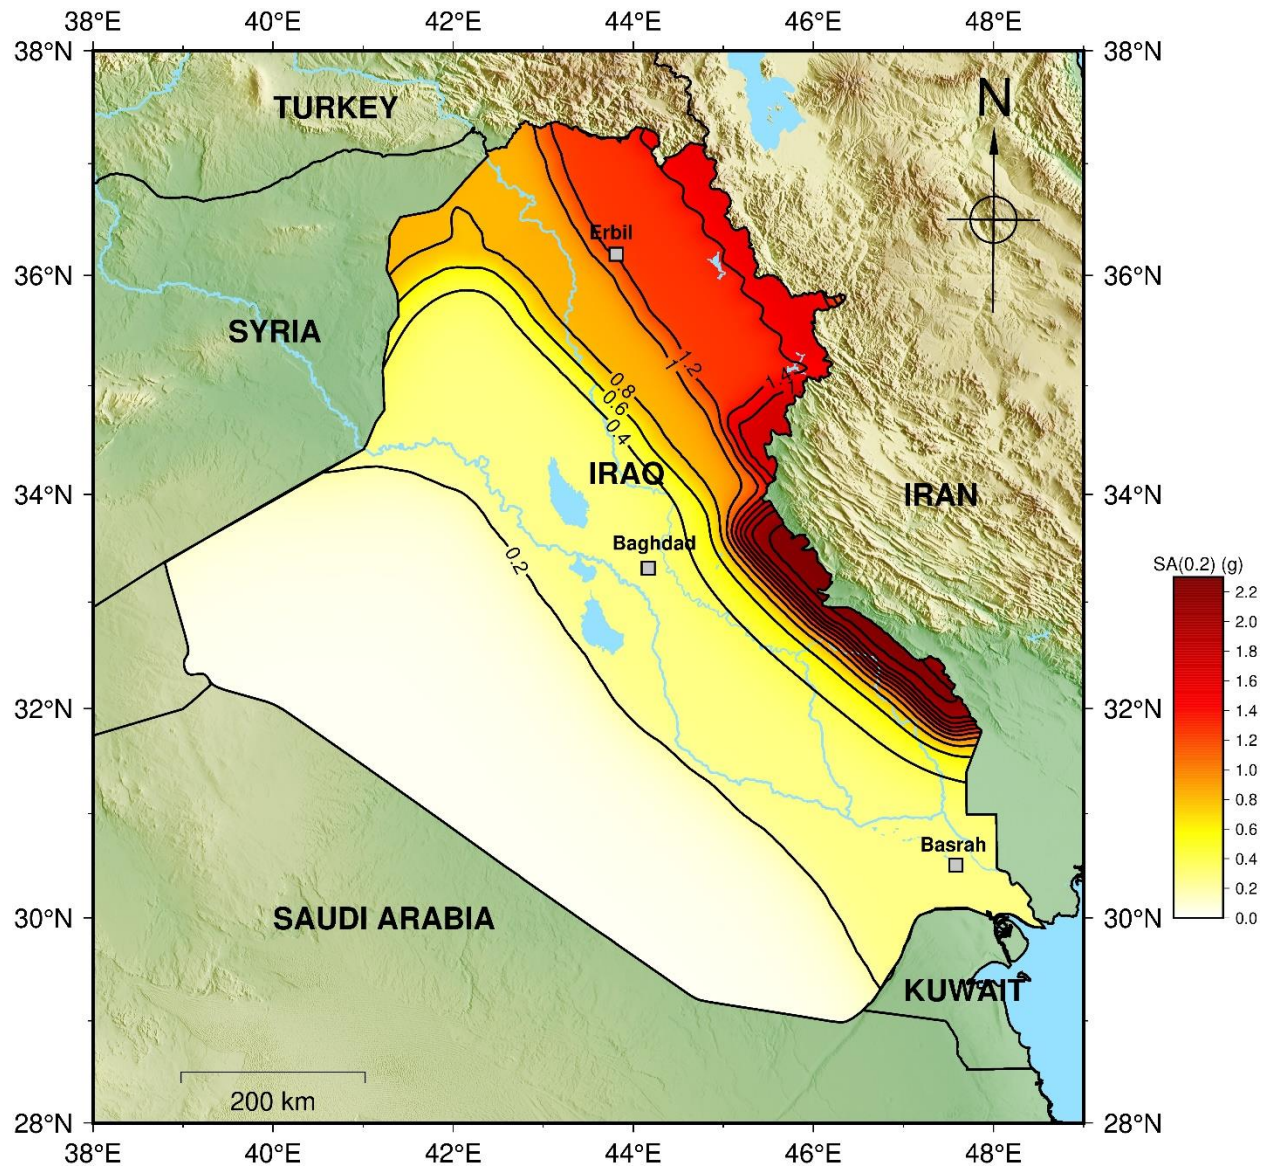 38°E 40°E 42°E 44°E 46°E 48°E
38°N 38°N
TURKEY
N
Erbil
36°N 36°N
SYRIA
1.2
1
1.4
0.8
0.6
0.4
IRAQ
34°N 34°N
IRAN
Baghdad
0.2
SA(0.2) (g)
2.2
2.0
1.8
1.6
1.4
1.2
1.0
0.8
0.6
0.4
0.2
0.0
32°N 32°N
Basrah
30°N 30°N
SAUDI ARABIA
KUWAIT
200 km
28°N 28°N
38°E 40°E 42°E 44°E 46°E 48°E